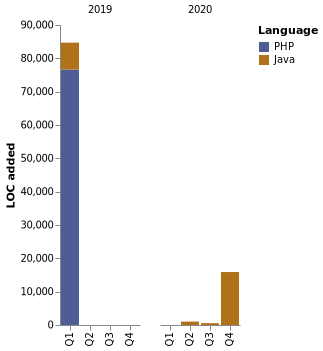 2019 2020
Language
PHP
Java
LOC added
90,000
80,000
70,000
60,000
50,000
40,000
30,000
20,000
10,000
0
Q1 Q2 Q3 Q4 Q1 Q2 Q3 Q4